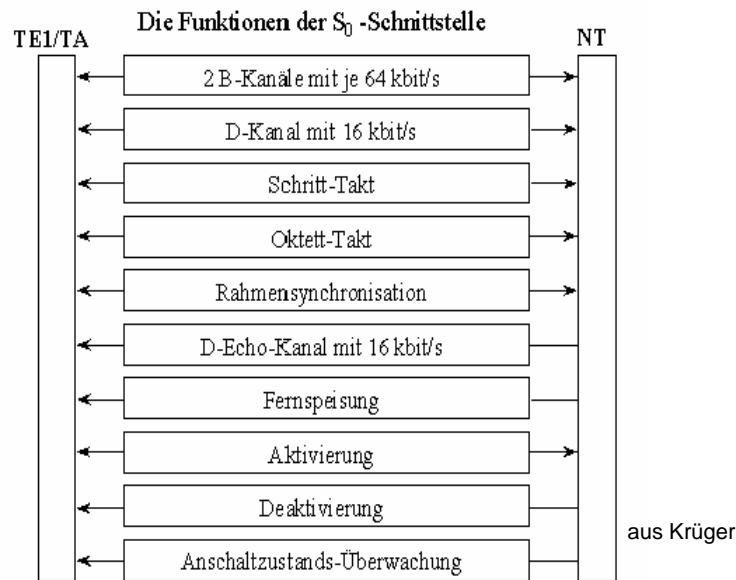 Die Funktionen der S0 -Schnittstelle
TE1/TA
NT
2 B-Kanäle mit je 64 kbit/s
D-Kanal mit 16 kbit/s
Schritt-Takt
Oktett-Takt
Rahmensynchronisation
D-Echo-Kanal mit 16 kbit/s
Fernspeisung
Aktivierung
Deaktivierung
aus Krüger
Anschaltzustands-Überwachung